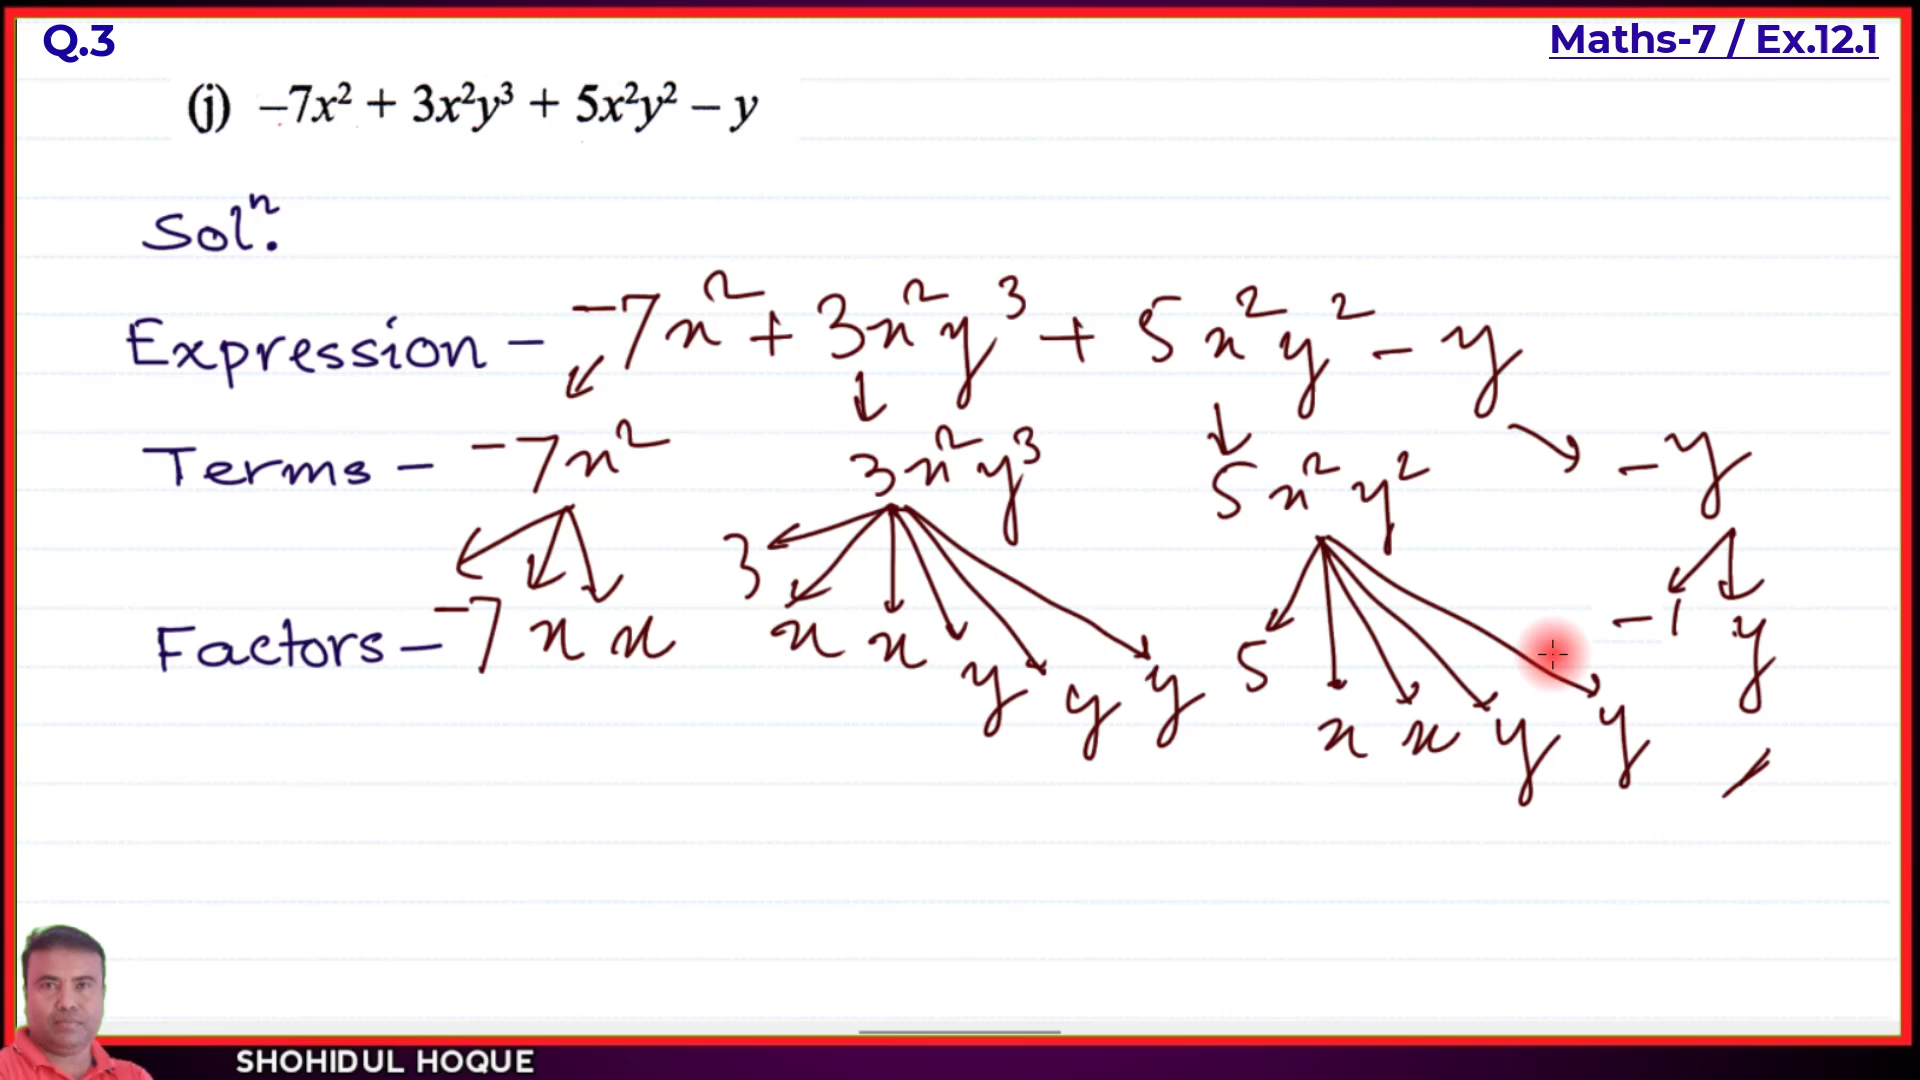 Q.3
Maths-7 / Ex.12.1
(j) –7x² + 3x²y³ + 5x²y² – y
Solⁿ.
Expression – -7x² + 3x²y³ + 5x²y² - y
Terms – -7x² 3x²y³ 5x²y² -y
Factors – -7 x x 3 x x y y y 5 x x y y -1 y
SHOHIDUL HOQUE